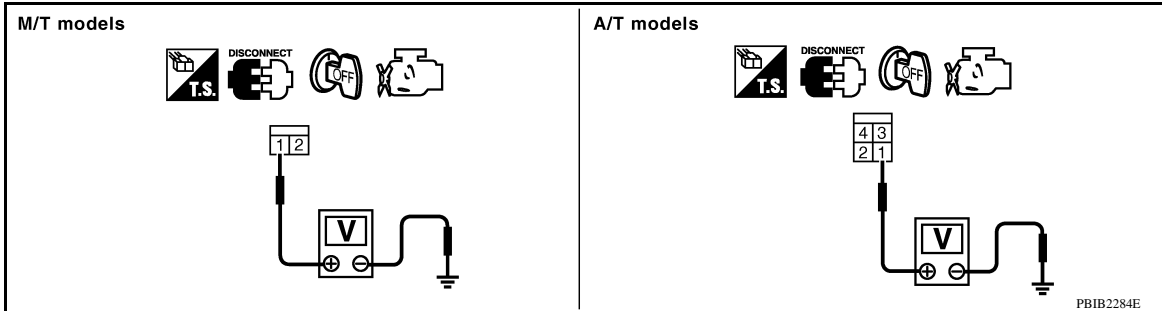 M/T models
DISCONNECT
T.S.
OFF
1 2
V
+ −
A/T models
DISCONNECT
T.S.
OFF
4 3
2 1
V
+ −
PBIB2284E